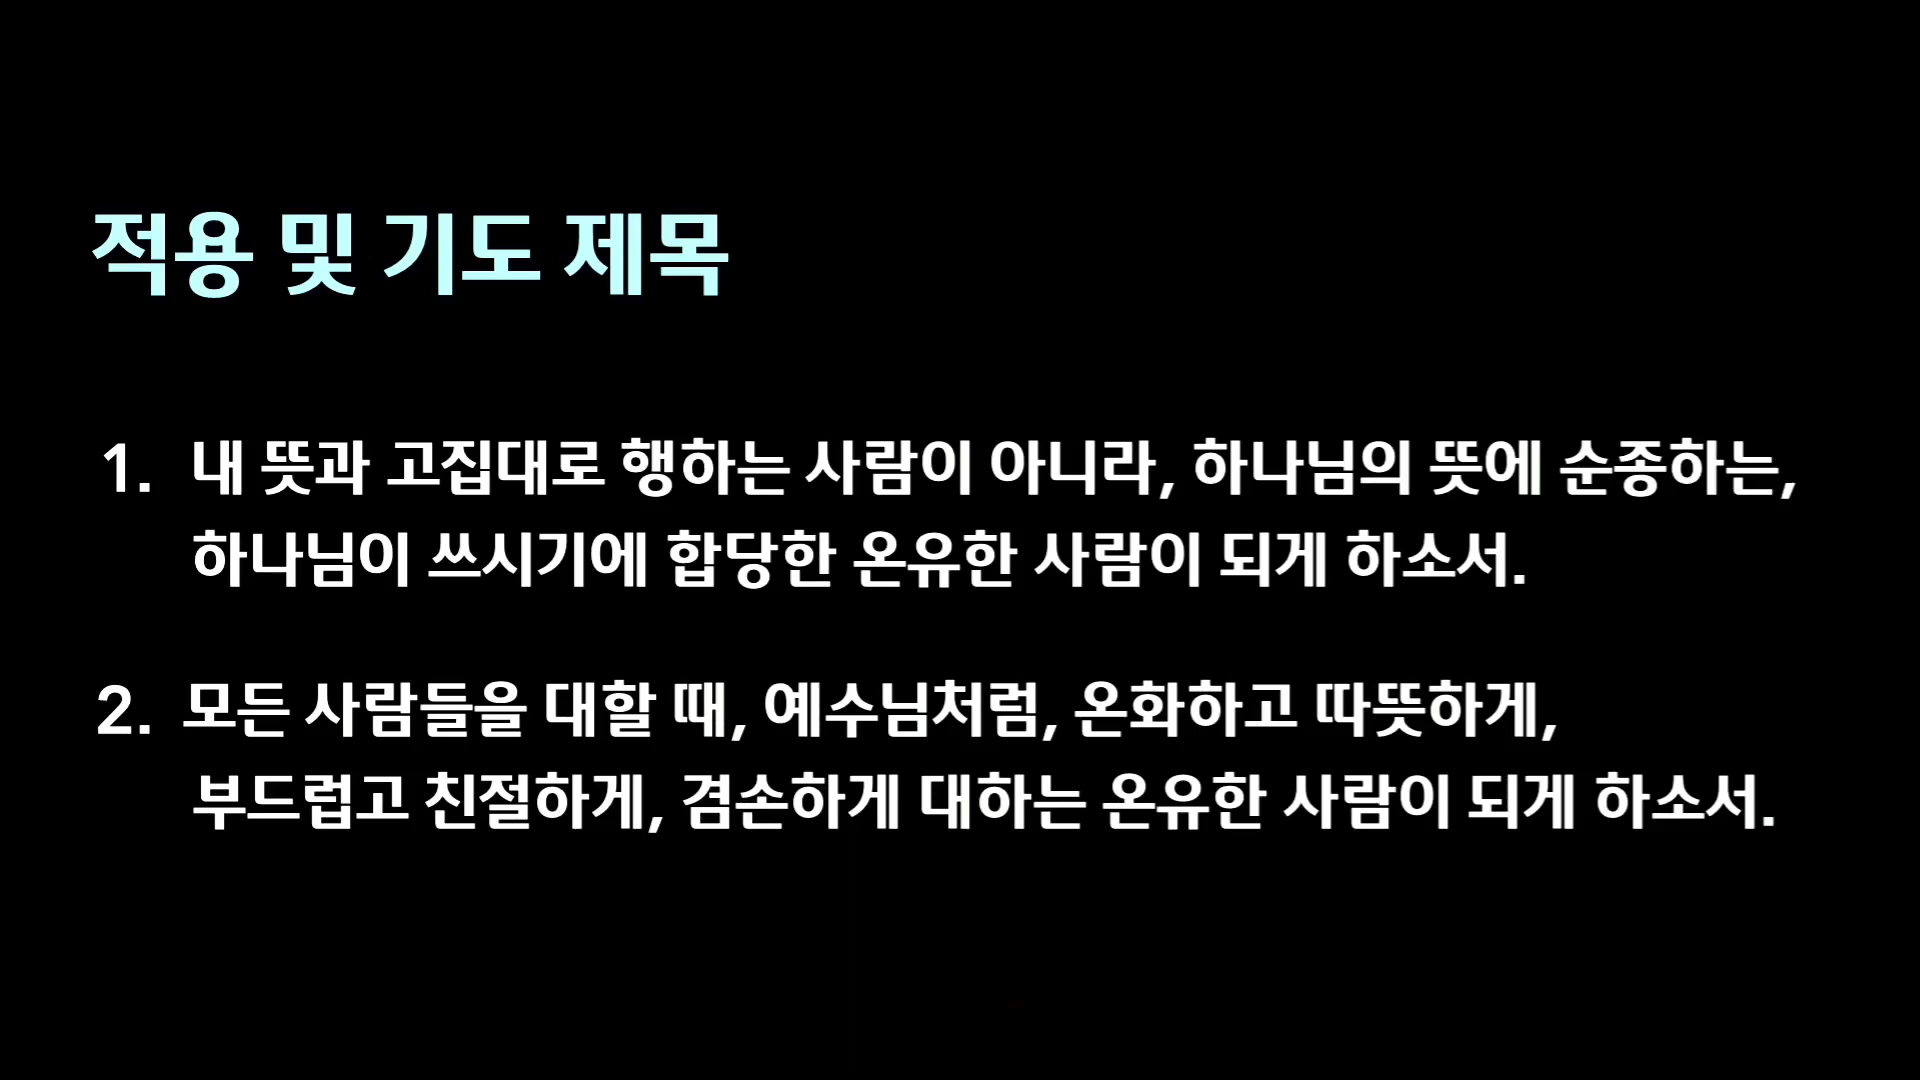 적용 및 기도 제목
1. 내 뜻과 고집대로 행하는 사람이 아니라, 하나님의 뜻에 순종하는,
하나님이 쓰시기에 합당한 온유한 사람이 되게 하소서.
2. 모든 사람들을 대할 때, 예수님처럼, 온화하고 따뜻하게,
부드럽고 친절하게, 겸손하게 대하는 온유한 사람이 되게 하소서.